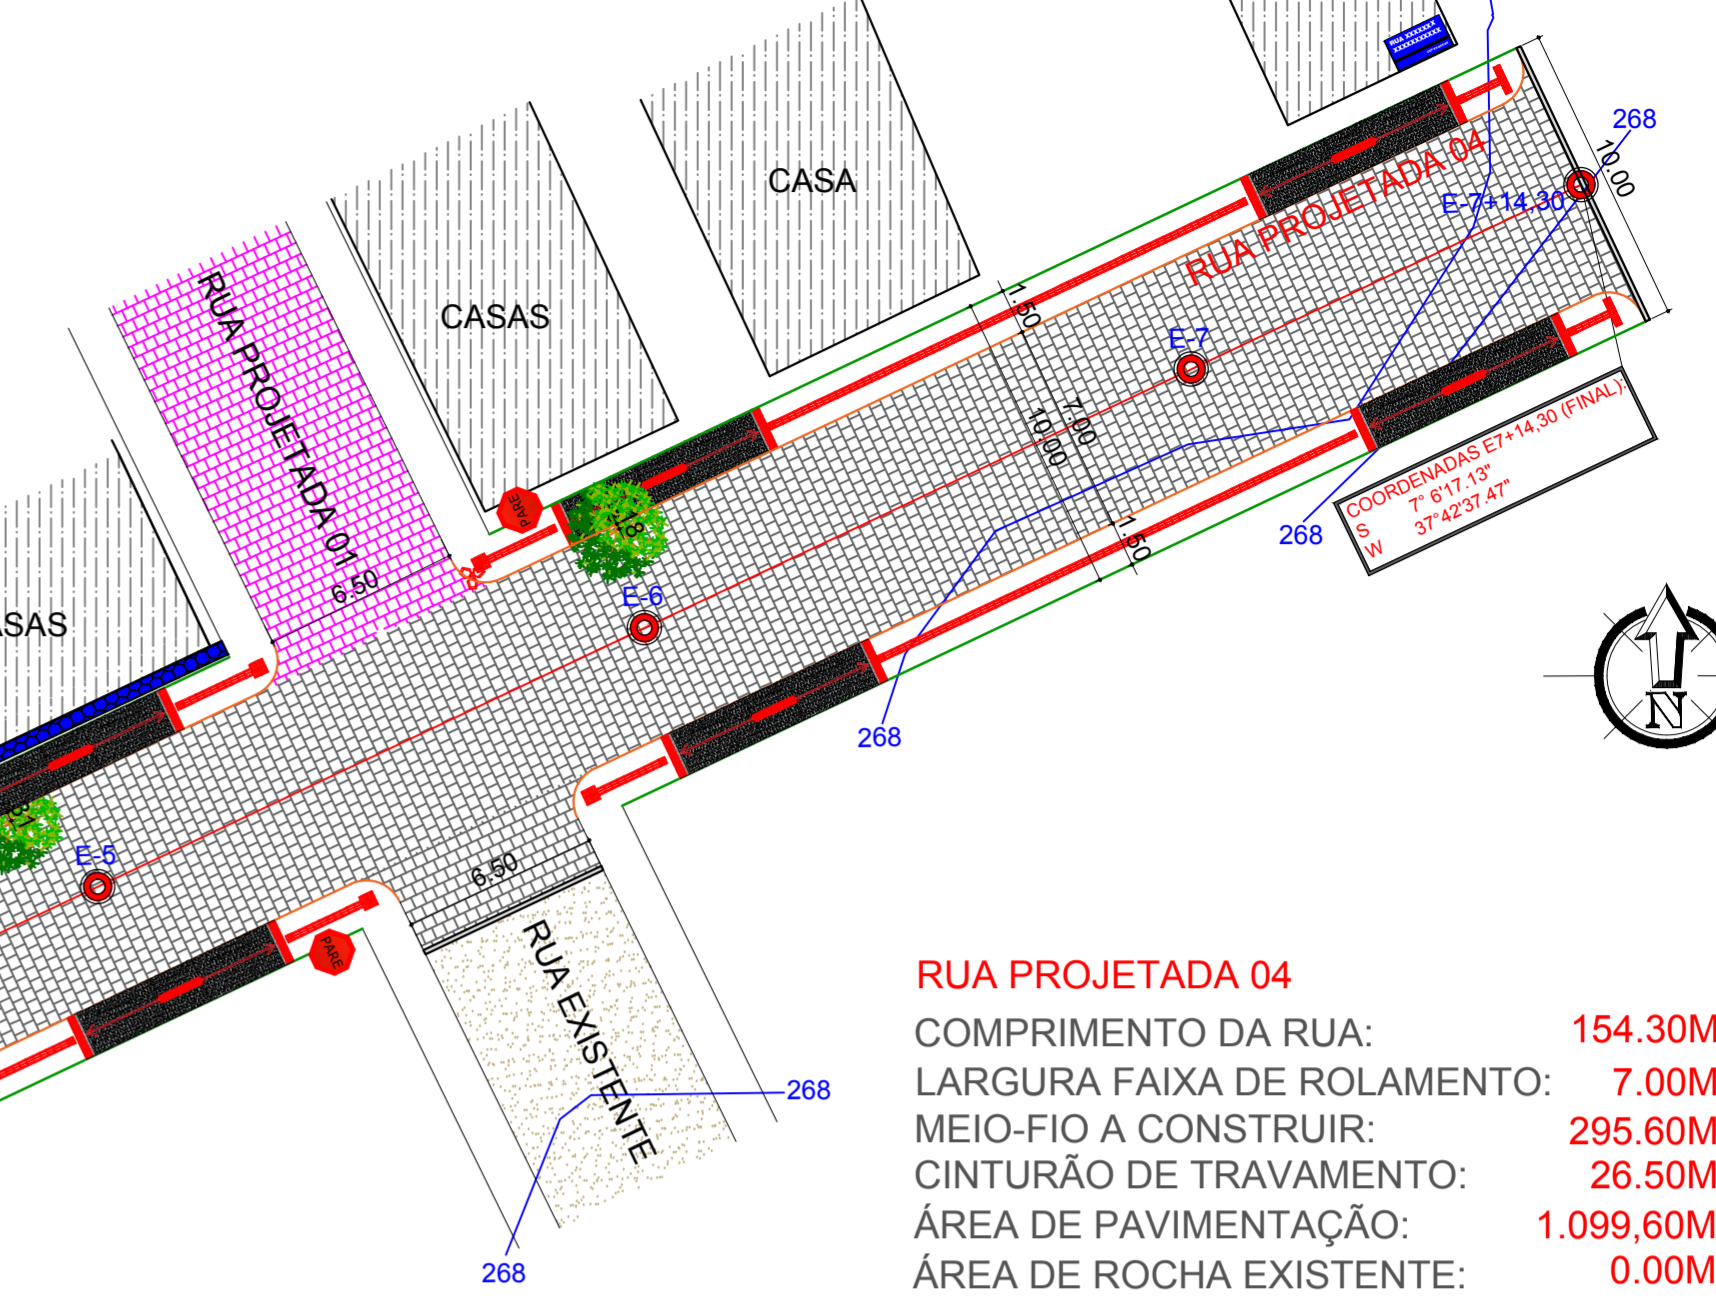 RUA XXXXXXX
XXXXXXXXXXX
268
10.00
CASA
RUA PROJETADA 04
E-7+14,30
RUA PROJETADA 01
CASAS
1.50
E-7
7.00
10.00
COORDENADAS E7+14,30 (FINAL):
S 7° 6'17.13"
W 37°42'37.47"
PARE
268
1.50
6.50
E-6
ASAS
268
E-5
6.50
PARE
RUA EXISTENTE
268
268
N
RUA PROJETADA 04
COMPRIMENTO DA RUA: 154.30M
LARGURA FAIXA DE ROLAMENTO: 7.00M
MEIO-FIO A CONSTRUIR: 295.60M
CINTURÃO DE TRAVAMENTO: 26.50M
ÁREA DE PAVIMENTAÇÃO: 1.099,60M
ÁREA DE ROCHA EXISTENTE: 0.00M